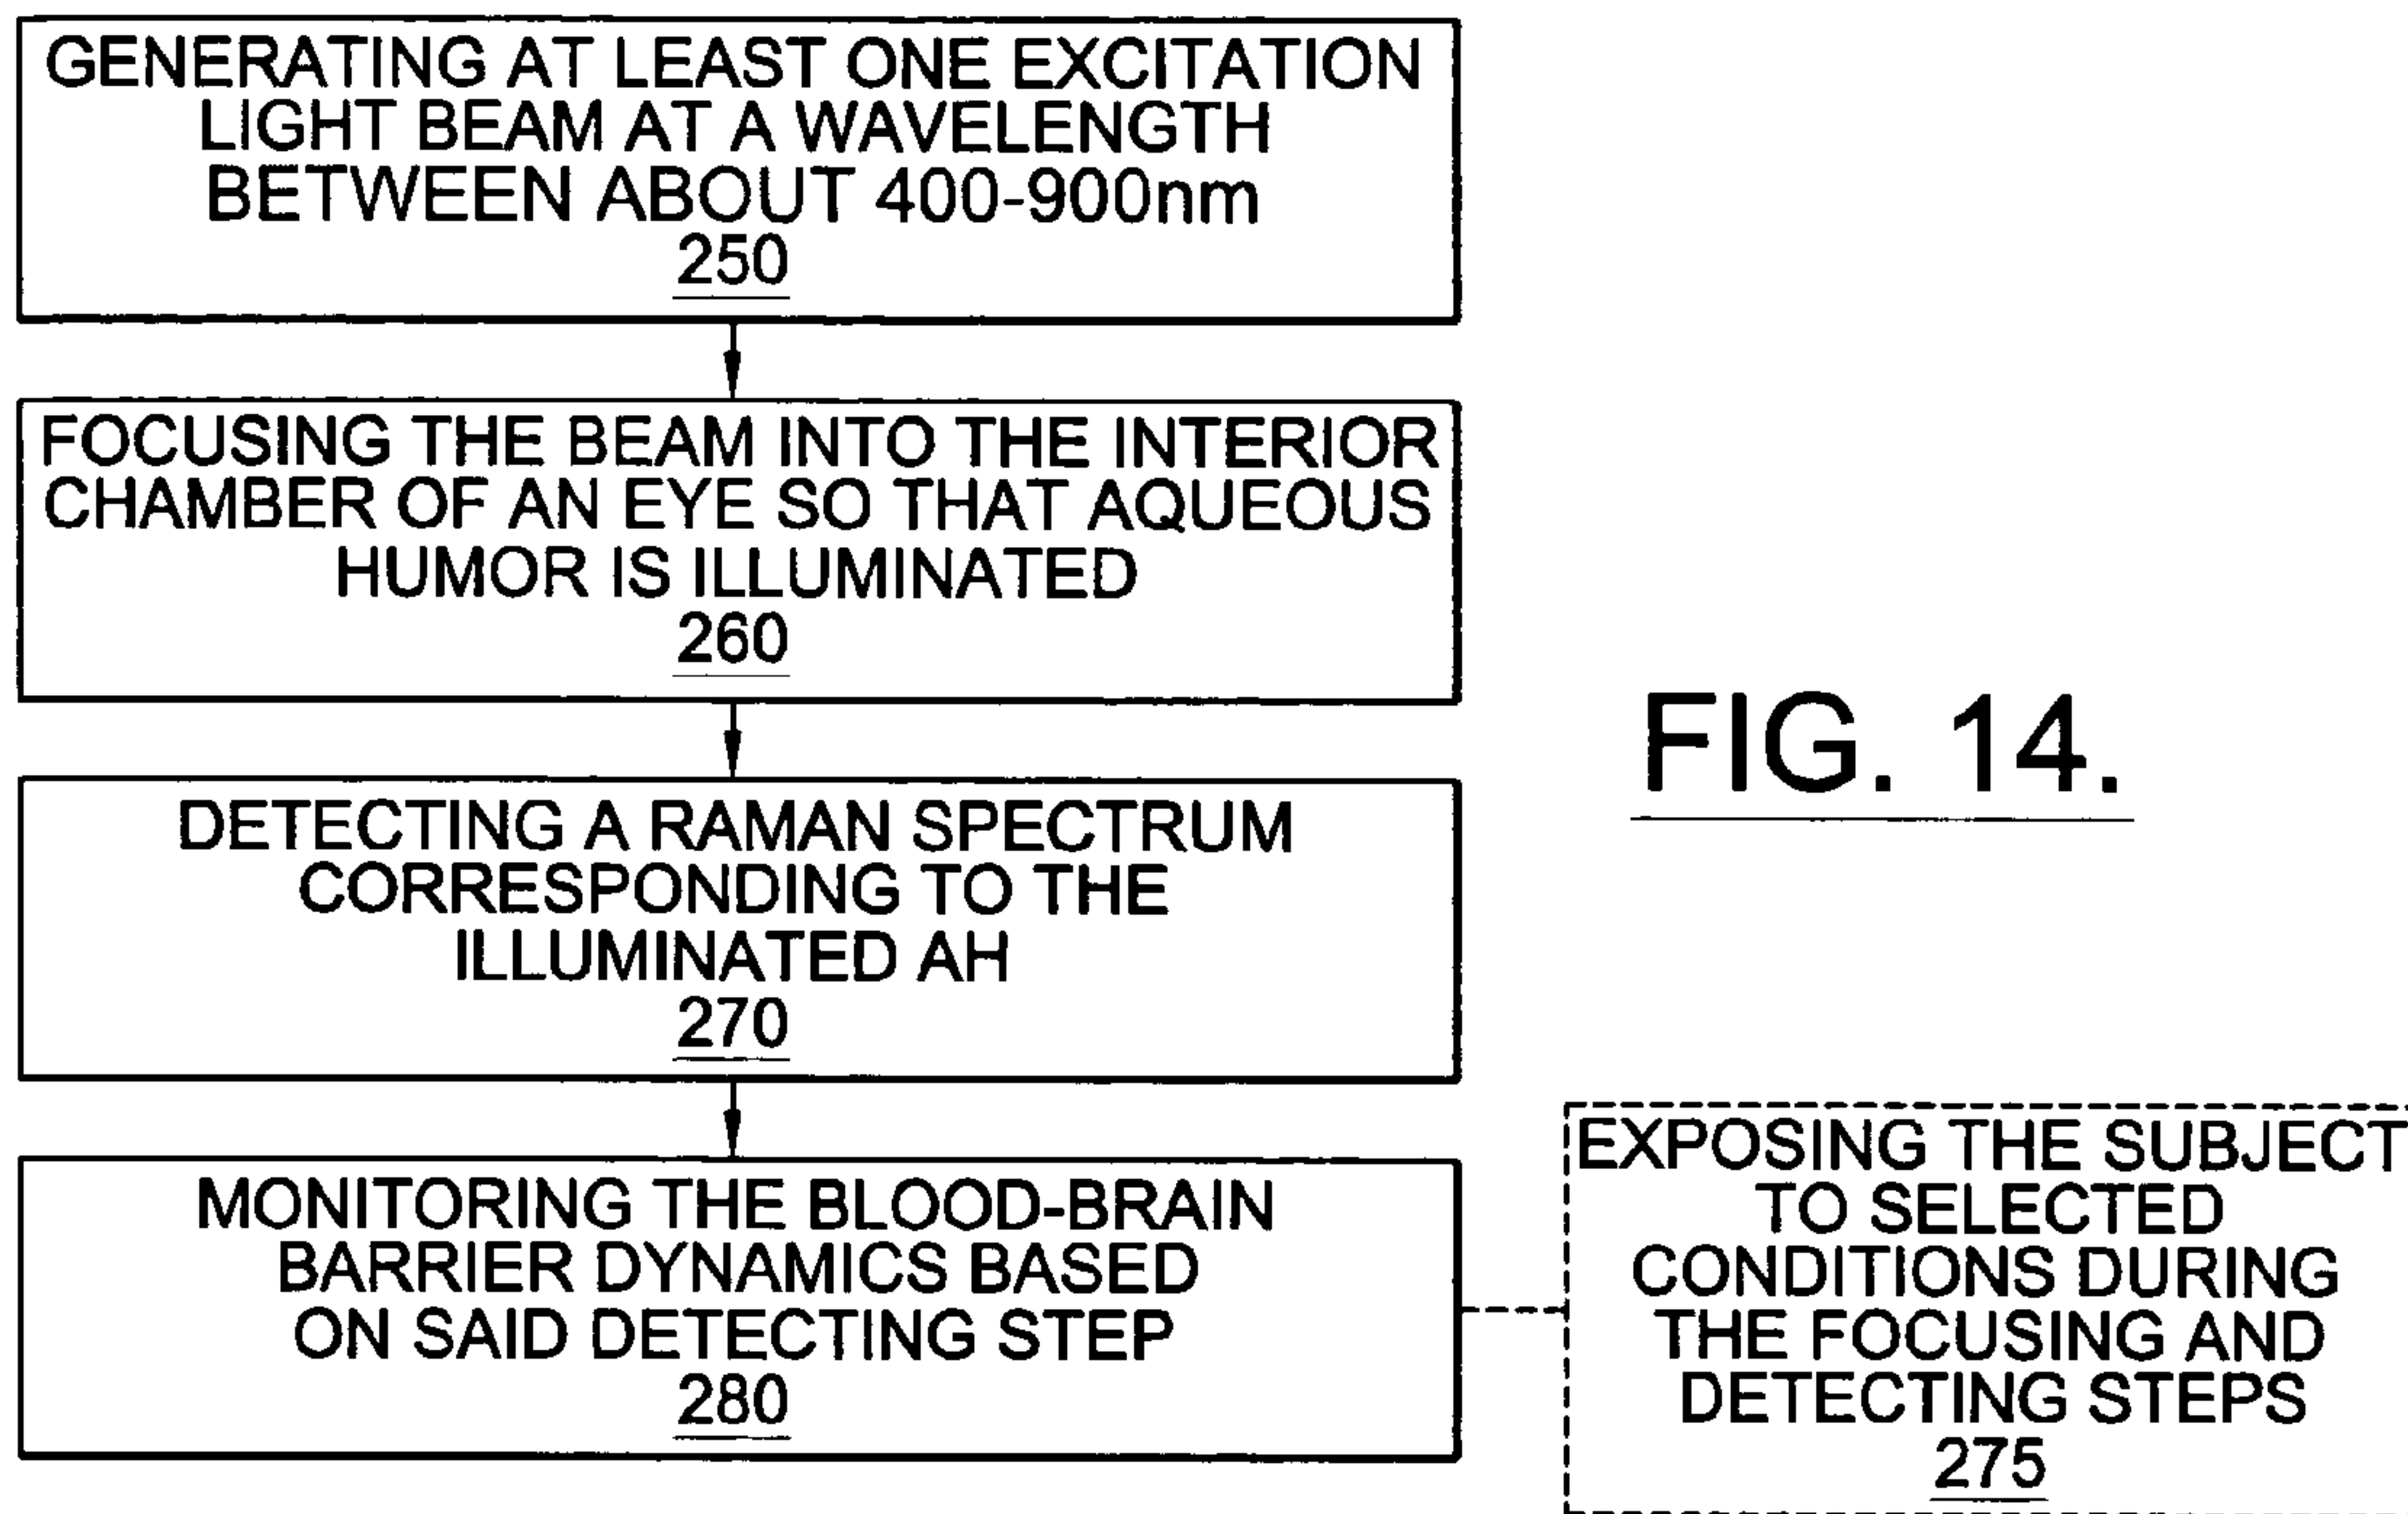 GENERATING AT LEAST ONE EXCITATION
LIGHT BEAM AT A WAVELENGTH
BETWEEN ABOUT 400-900nm
250
FOCUSING THE BEAM INTO THE INTERIOR
CHAMBER OF AN EYE SO THAT AQUEOUS
HUMOR IS ILLUMINATED
260
DETECTING A RAMAN SPECTRUM
CORRESPONDING TO THE
ILLUMINATED AH
270
MONITORING THE BLOOD-BRAIN
BARRIER DYNAMICS BASED
ON SAID DETECTING STEP
280
EXPOSING THE SUBJECT
TO SELECTED
CONDITIONS DURING
THE FOCUSING AND
DETECTING STEPS
275
FIG. 14.